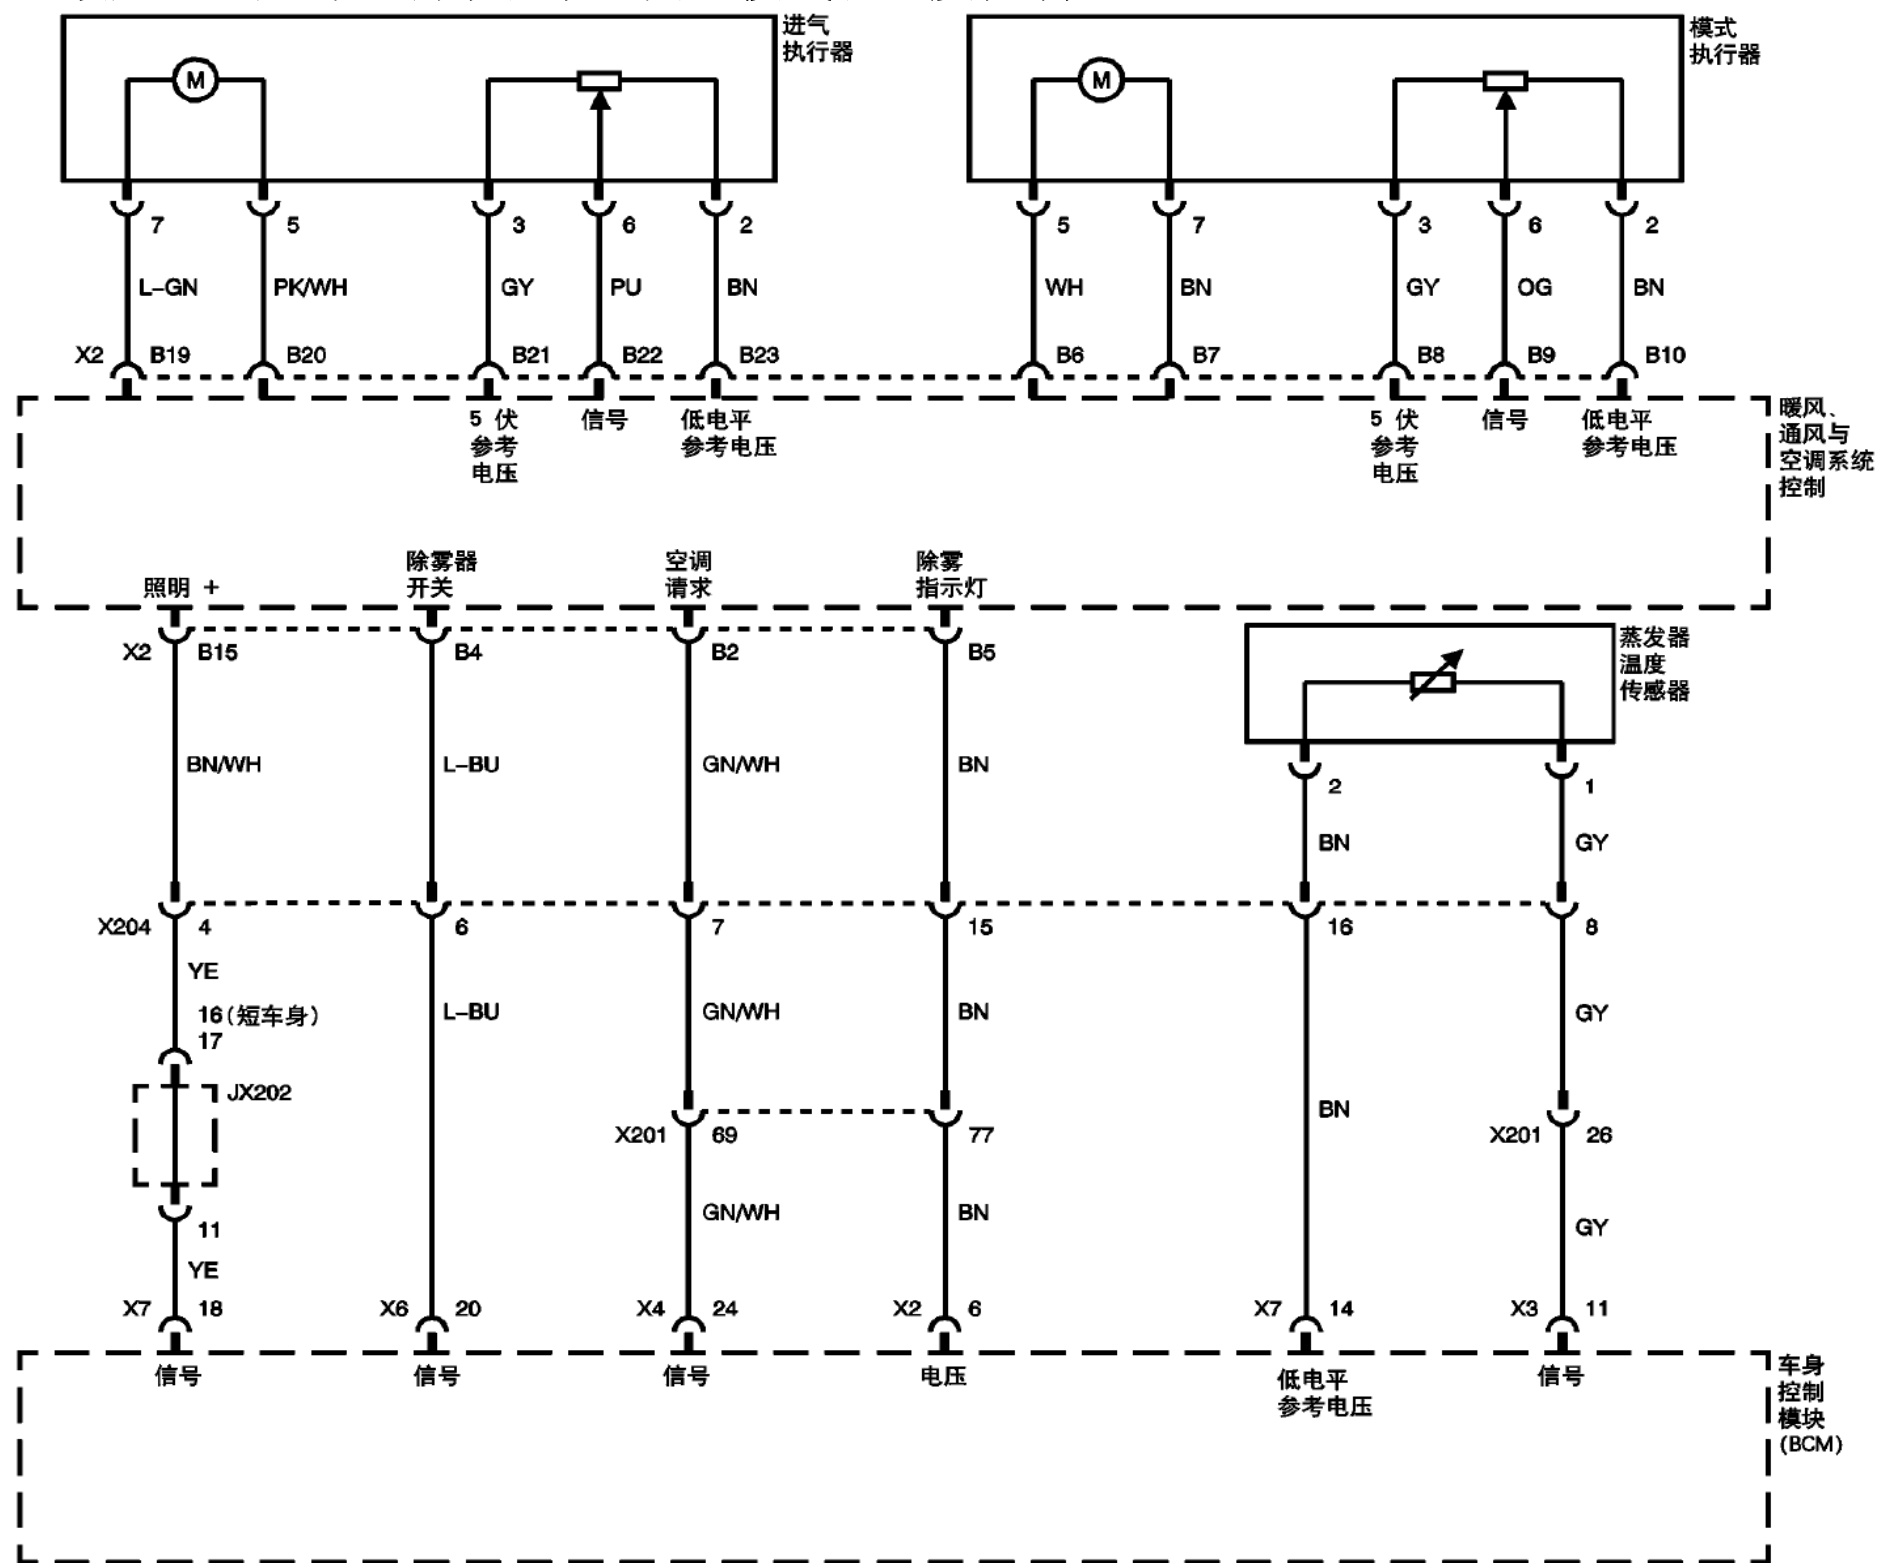 进气
执行器
模式
执行器
M
M
7
5
3
6
2
5
7
3
6
2
L-GN
PK/WH
GY
PU
BN
WH
BN
GY
OG
BN
X2
B19
B20
B21
B22
B23
B6
B7
B8
B9
B10
5 伏
参考
电压
信号
低电平
参考电压
5 伏
参考
电压
信号
低电平
参考电压
暖风、
通风与
空调系统
控制
照明 +
除雾器
开关
空调
请求
除雾
指示灯
X2
B15
B4
B2
B5
蒸发器
温度
传感器
BN/WH
L-BU
GN/WH
BN
2
1
BN
GY
X204
4
6
7
15
16
8
YE
16(短车身)
17
L-BU
GN/WH
BN
GY
JX202
BN
X201
69
77
X201
26
11
GN/WH
BN
GY
YE
X7
18
X6
20
X4
24
X2
6
X7
14
X3
11
信号
信号
信号
电压
低电平
参考电压
信号
车身
控制
模块
(BCM)